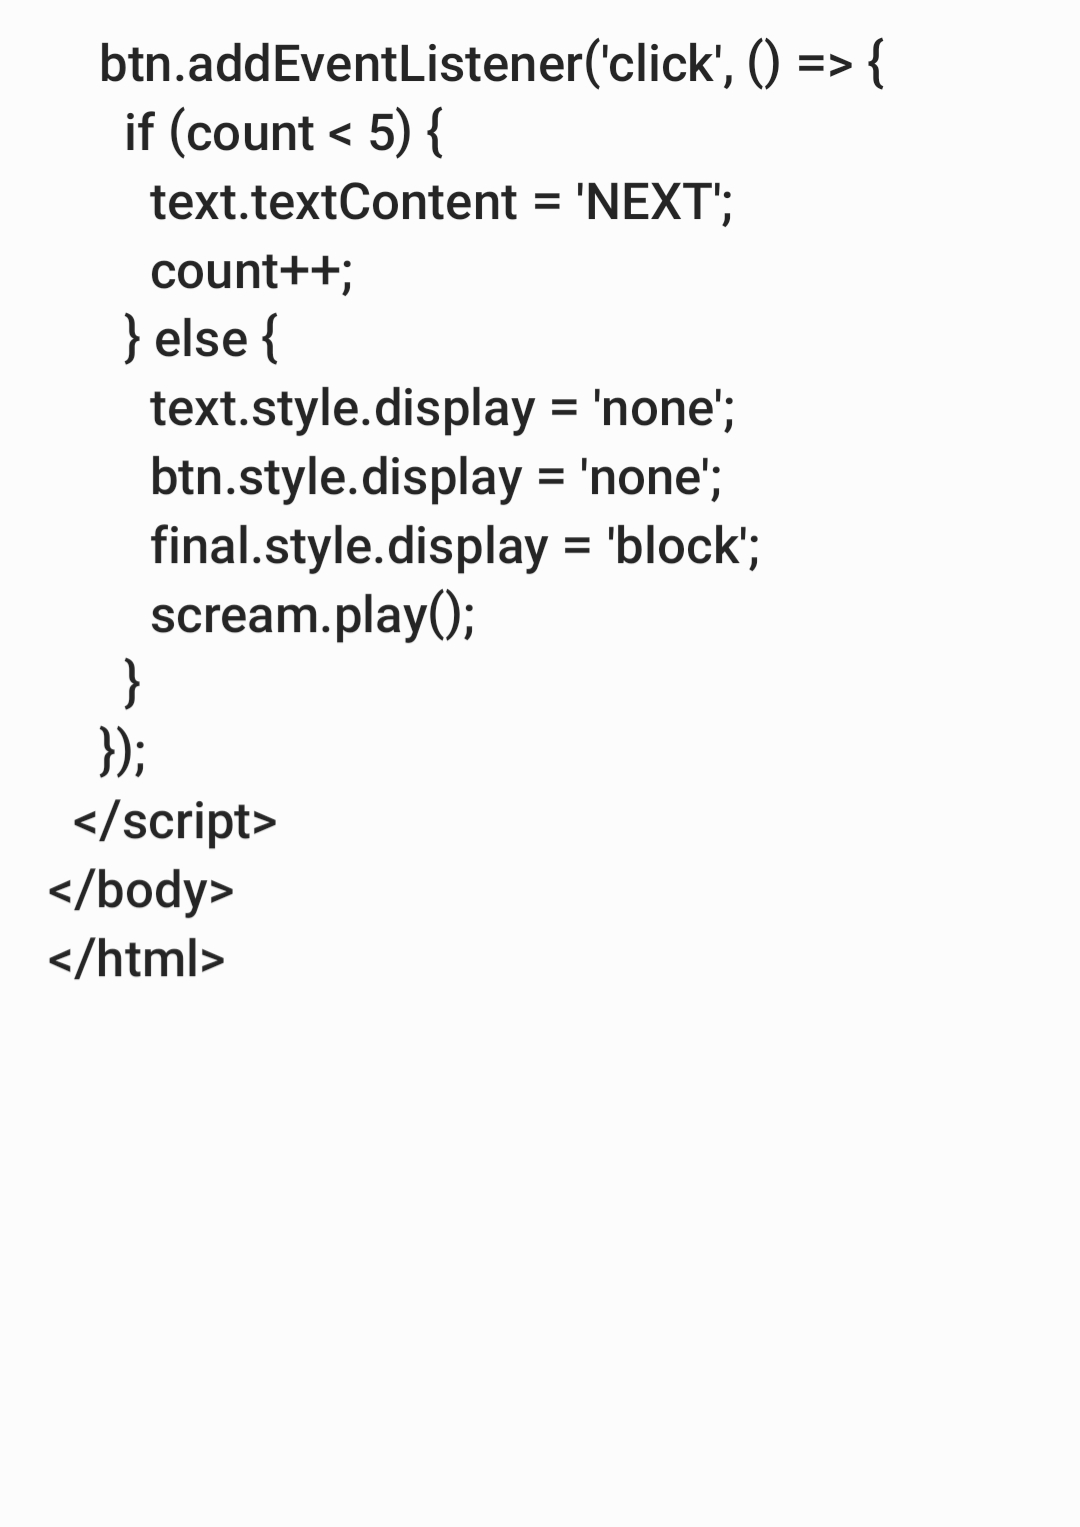 btn.addEventListener('click', () => {
if (count < 5) {
text.textContent = 'NEXT';
count++;
} else {
text.style.display = 'none';
btn.style.display = 'none';
final.style.display = 'block';
scream.play();
}
});
</script>
</body>
</html>